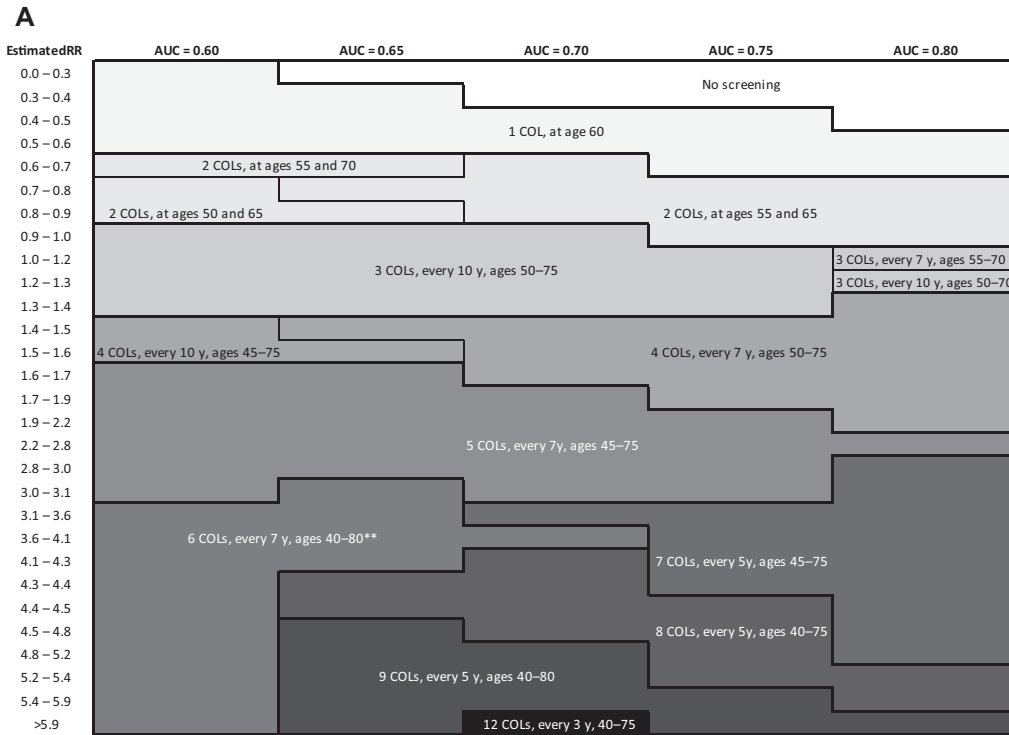 A
EstimatedRR AUC = 0.60 AUC = 0.65 AUC = 0.70 AUC = 0.75 AUC = 0.80
0.0 – 0.3
No screening
0.3 – 0.4
0.4 – 0.5
1 COL, at age 60
0.5 – 0.6
0.6 – 0.7 2 COLs, at ages 55 and 70
0.7 – 0.8
0.8 – 0.9 2 COLs, at ages 50 and 65 2 COLs, at ages 55 and 65
0.9 – 1.0
1.0 – 1.2 3 COLs, every 7 y, ages 55–70
3 COLs, every 10 y, ages 50–75
1.2 – 1.3 3 COLs, every 10 y, ages 50–70
1.3 – 1.4
1.4 – 1.5
1.5 – 1.6 4 COLs, every 10 y, ages 45–75 4 COLs, every 7 y, ages 50–75
1.6 – 1.7
1.7 – 1.9
1.9 – 2.2
2.2 – 2.8 5 COLs, every 7y, ages 45–75
2.8 – 3.0
3.0 – 3.1
3.1 – 3.6
3.6 – 4.1 6 COLs, every 7 y, ages 40–80**
4.1 – 4.3 7 COLs, every 5y, ages 45–75
4.3 – 4.4
4.4 – 4.5
4.5 – 4.8 8 COLs, every 5y, ages 40–75
4.8 – 5.2
5.2 – 5.4 9 COLs, every 5 y, ages 40–80
5.4 – 5.9
>5.9 12 COLs, every 3 y, 40–75